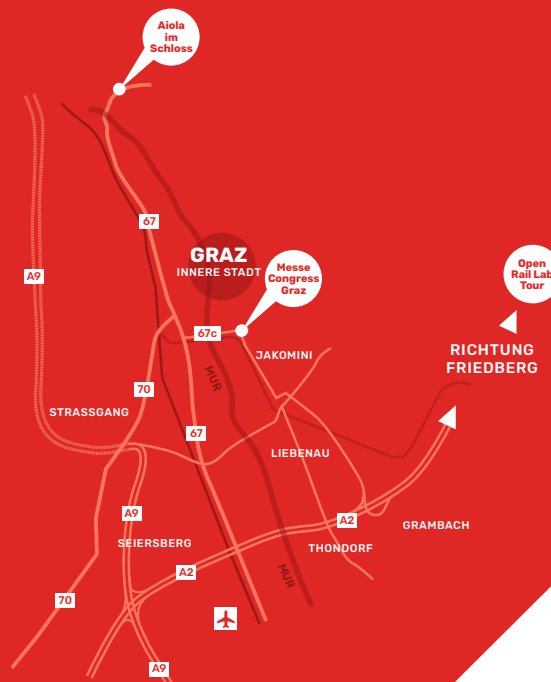 Aiola
im
Schloss
67
GRAZ
INNERE STADT
Messe
Congress
Graz
Open
Rail Lab
Tour
A9
67c
JAKOMINI
RICHTUNG
FRIEDBERG
MUR
70
STRASSGANG
67
LIEBENAU
A9
A2
GRAMBACH
SEIERSBERG
THONDORF
A2
MUR
70
A9